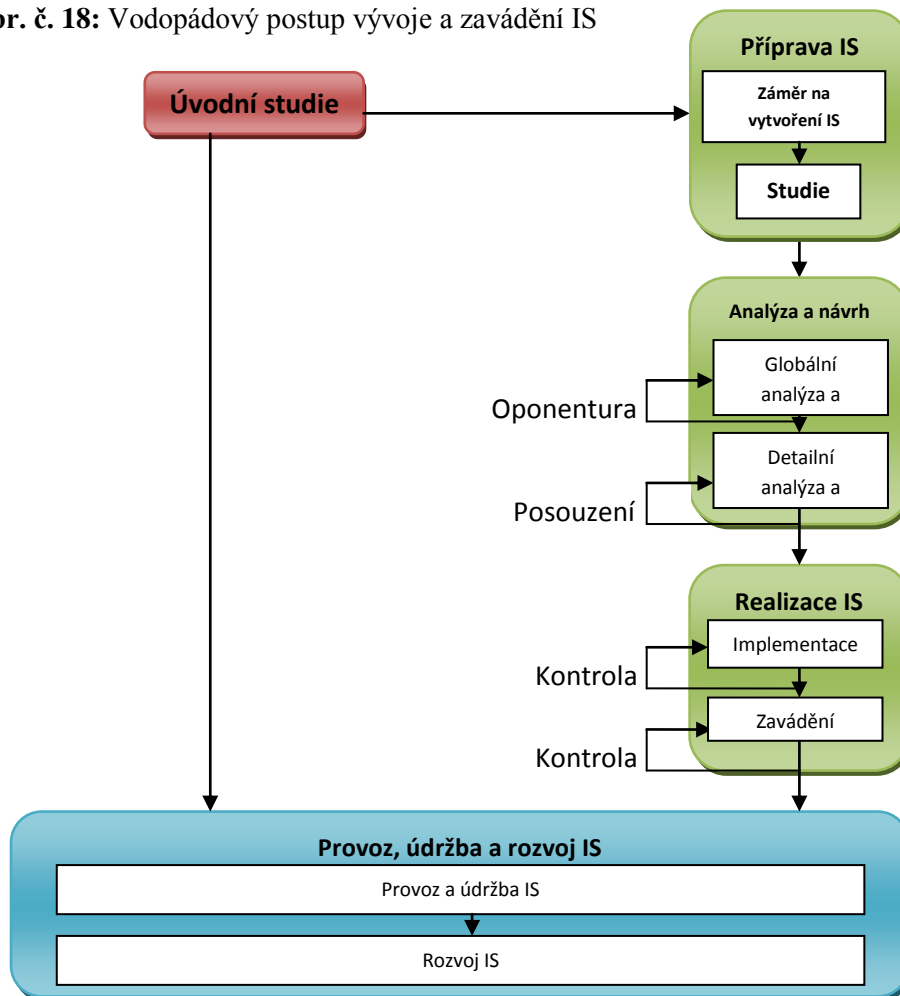 or. č. 18: Vodopádový postup vývoje a zavádění IS
Příprava IS
Úvodní studie
Záměr na
vytvoření IS
Studie
Analýza a návrh
Globální
analýza a
Oponentura
Detailní
analýza a
Posouzení
Realizace IS
Implementace
Kontrola
Zavádění
Kontrola
Provoz, údržba a rozvoj IS
Provoz a údržba IS
Rozvoj IS